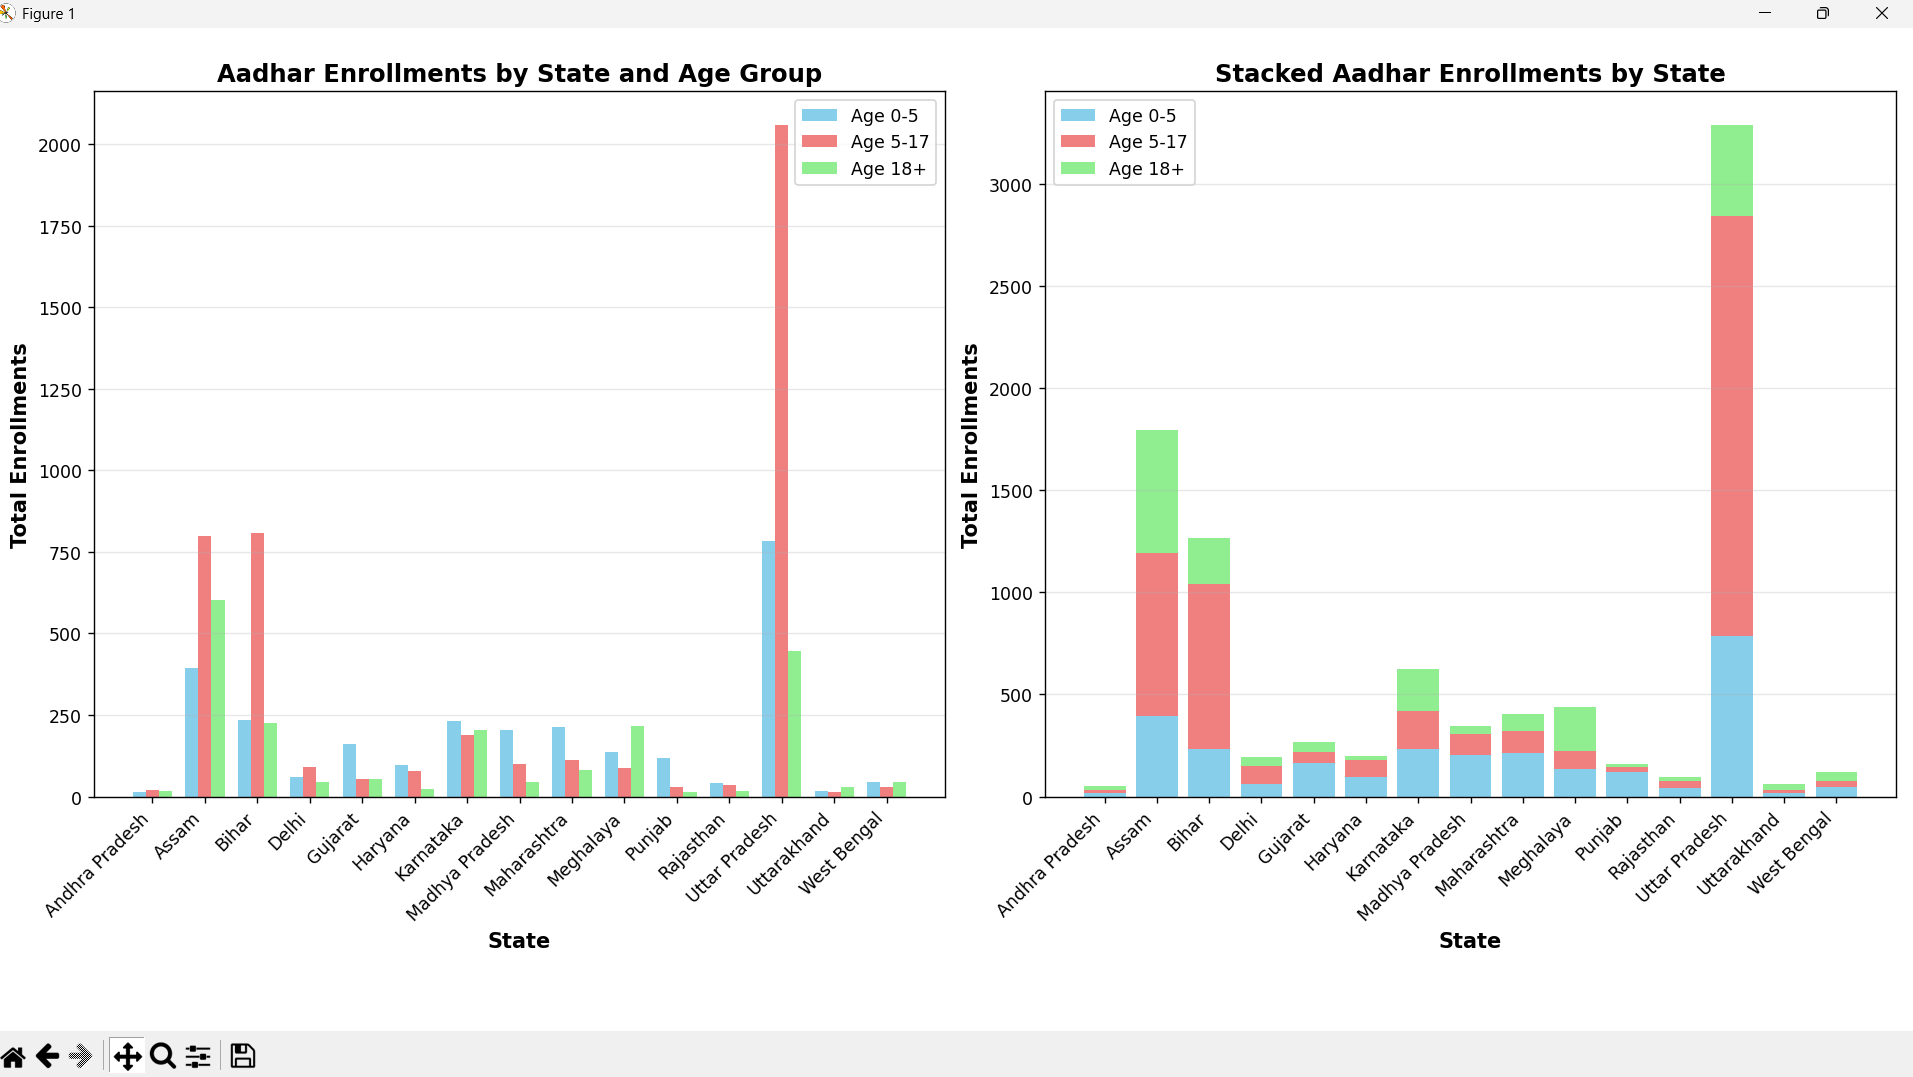 Figure 1
Aadhar Enrollments by State and Age Group
Age 0-5
Age 5-17
Age 18+
Total Enrollments
2000
1750
1500
1250
1000
750
500
250
0
Andhra Pradesh
Assam
Bihar
Delhi
Gujarat
Haryana
Karnataka
Madhya Pradesh
Maharashtra
Meghalaya
Punjab
Rajasthan
Uttar Pradesh
Uttarakhand
West Bengal
State
Stacked Aadhar Enrollments by State
Age 0-5
Age 5-17
Age 18+
Total Enrollments
3000
2500
2000
1500
1000
500
0
Andhra Pradesh
Assam
Bihar
Delhi
Gujarat
Haryana
Karnataka
Madhya Pradesh
Maharashtra
Meghalaya
Punjab
Rajasthan
Uttar Pradesh
Uttarakhand
West Bengal
State